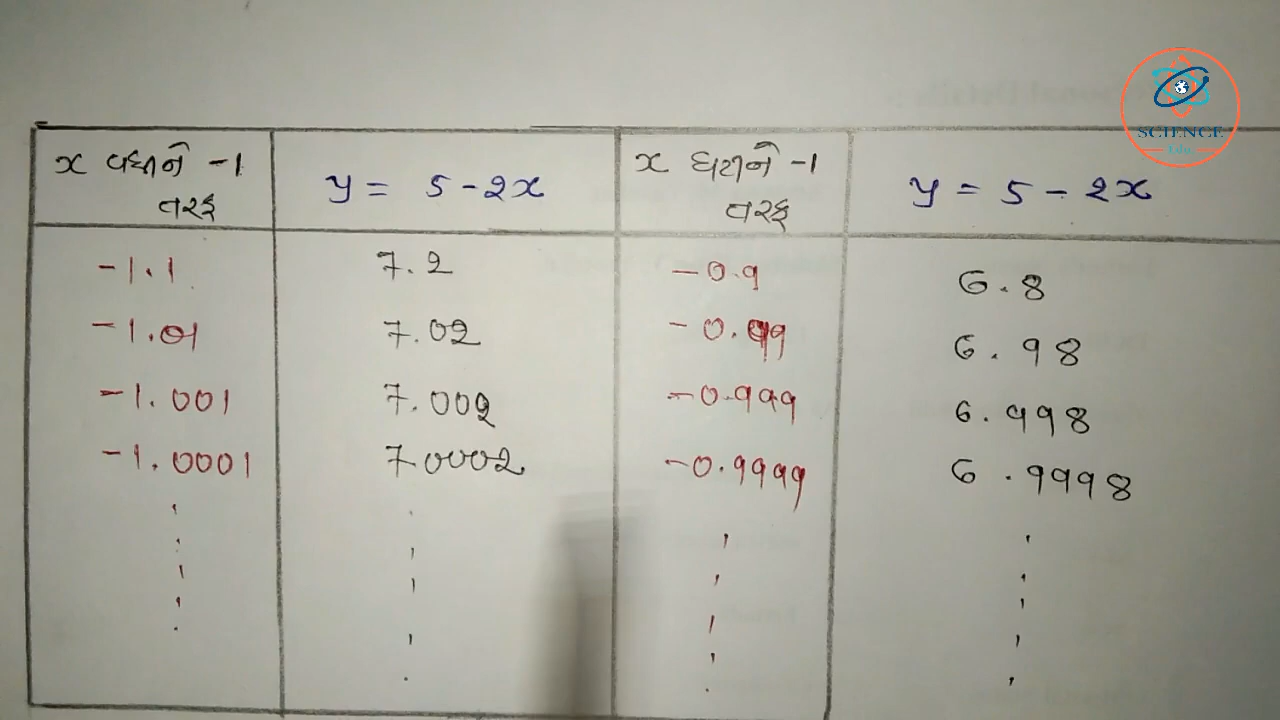 x વધીને -1 તરફ
y = 5 - 2x
x ઘટીને -1 તરફ
y = 5 - 2x
-1.1 7.2 -0.9 6.8
-1.01 7.02 -0.99 6.98
-1.001 7.002 -0.999 6.998
-1.0001 7.0002 -0.9999 6.9998
SCIENCE
Edu.